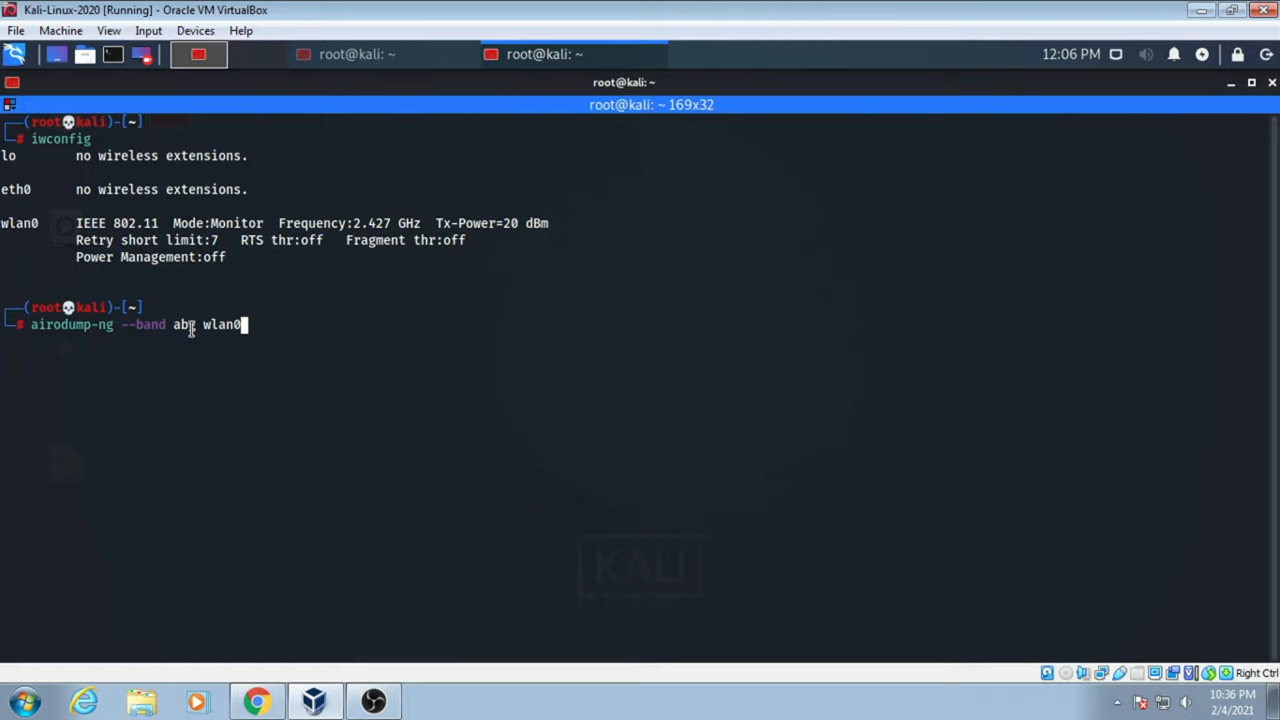 Kali-Linux-2020 [Running] - Oracle VM VirtualBox
File Machine View Input Devices Help
root@kali: ~ root@kali: ~ 12:06 PM
root@kali:~
root@kali: ~ 169x32
(root💀kali)-[~]
# iwconfig
lo no wireless extensions.
eth0 no wireless extensions.
wlan0 IEEE 802.11 Mode:Monitor Frequency:2.427 GHz Tx-Power=20 dBm
Retry short limit:7 RTS thr:off Fragment thr:off
Power Management:off
(root💀kali)-[~]
# airodump-ng --band abg wlan0
KALI
Right Ctrl
10:36 PM
2/4/2021